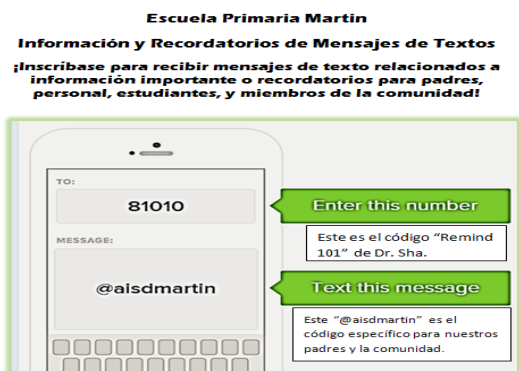 Escuela Primaria Martin
Información y Recordatorios de Mensajes de Textos
¡Inscríbase para recibir mensajes de texto relacionados a
información importante o recordatorios para padres,
personal, estudiantes, y miembros de la comunidad!
TO:
81010
Enter this number
Este es el código “Remind
101” de Dr. Sha.
MESSAGE:
@aisdmartin
Text this message
Este “@aisdmartin” es el
código específico para nuestros
padres y la comunidad.